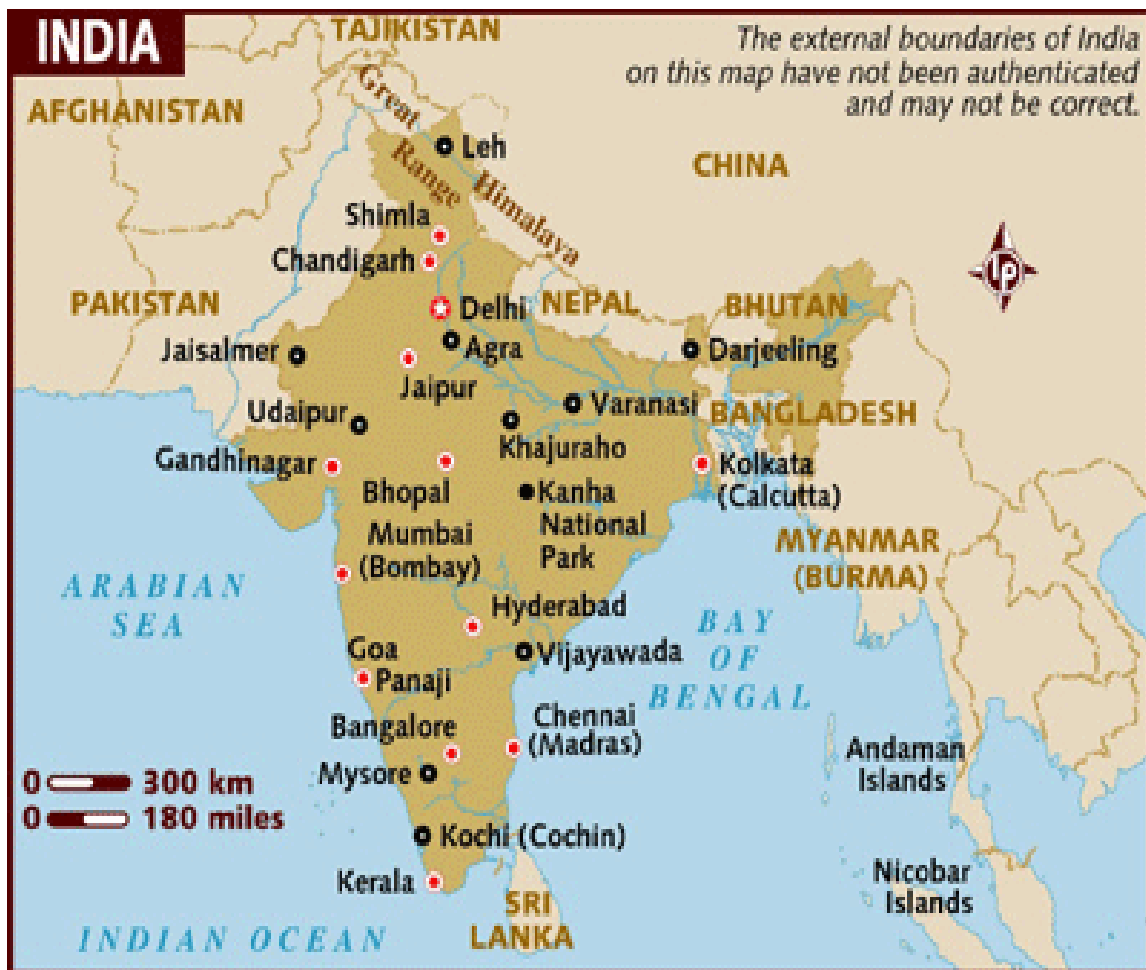 INDIA
TAJIKISTAN
The external boundaries of India
on this map have not been authenticated
and may not be correct.
AFGHANISTAN
Great
Range
Himalaya
Leh
CHINA
Shimla
Chandigarh
LP
PAKISTAN
Delhi
NEPAL
BHUTAN
Jaisalmer
Agra
Darjeeling
Jaipur
Udaipur
Varanasi
BANGLADESH
Khajuraho
Gandhinagar
Bhopal
Kolkata
(Calcutta)
Kanha
National
Park
Mumbai
(Bombay)
MYANMAR
(BURMA)
ARABIAN
SEA
Hyderabad
BAY
OF
BENGAL
Goa
Panaji
Vijayawada
Bangalore
Chennai
(Madras)
Mysore
Andaman
Islands
0 300 km
0 180 miles
Kochi (Cochin)
Kerala
Nicobar
Islands
SRI
LANKA
INDIAN OCEAN